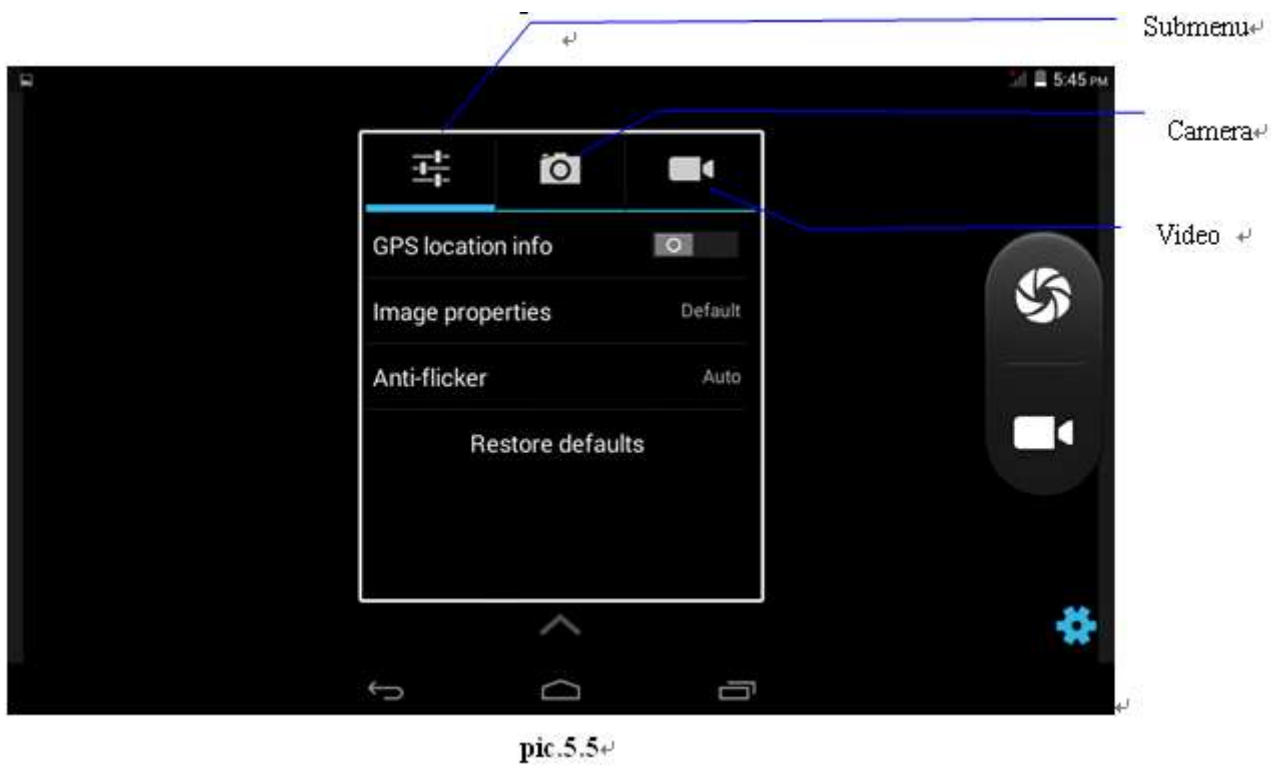 Submenu
5:45 PM
Camera
Video
GPS location info
Image properties Default
Anti-flicker Auto
Restore defaults
pic.5.5